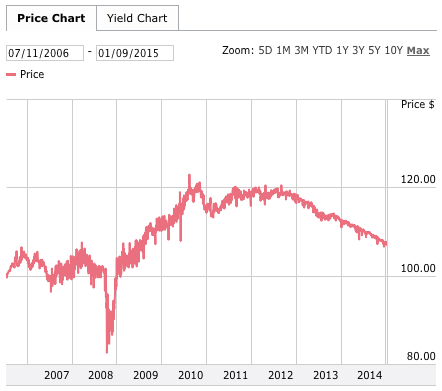 Price Chart Yield Chart
07/11/2006 - 01/09/2015 Zoom: 5D 1M 3M YTD 1Y 3Y 5Y 10Y Max
Price
Price $
120.00
100.00
80.00
2007 2008 2009 2010 2011 2012 2013 2014